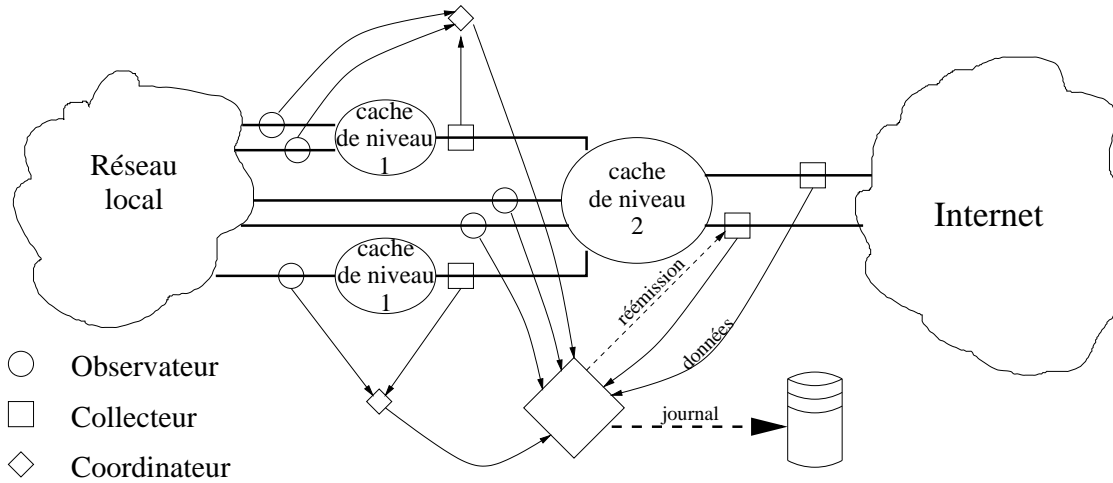 cache
de niveau
1
Réseau
local
cache
de niveau
2
Internet
cache
de niveau
1
réémission
données
Observateur
Collecteur
journal
Coordinateur